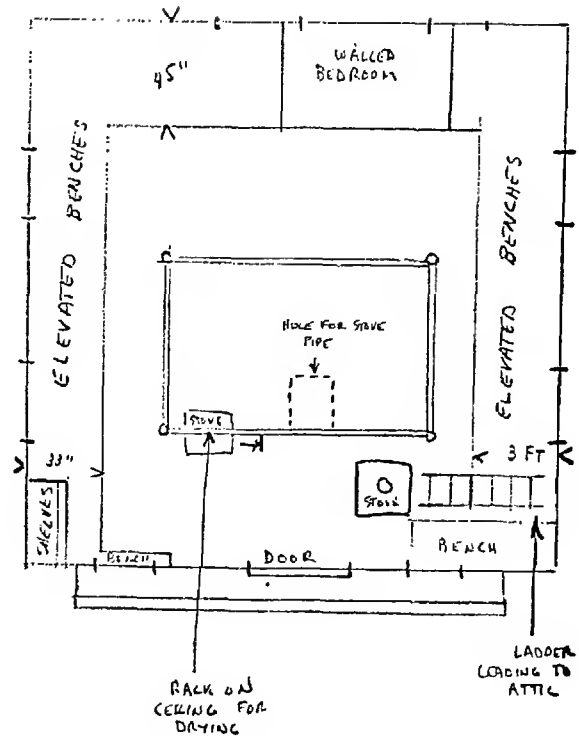 WALLED
BEDROOM
45"
ELEVATED BENCHES
ELEVATED BENCHES
HOLE FOR STOVE
PIPE
STOVE
33"
3 FT
SHELVES
STOVE
BENCH
DOOR
BENCH
LADDER
LEADING TO
ATTIC
RACK ON
CEILING FOR
DRYING